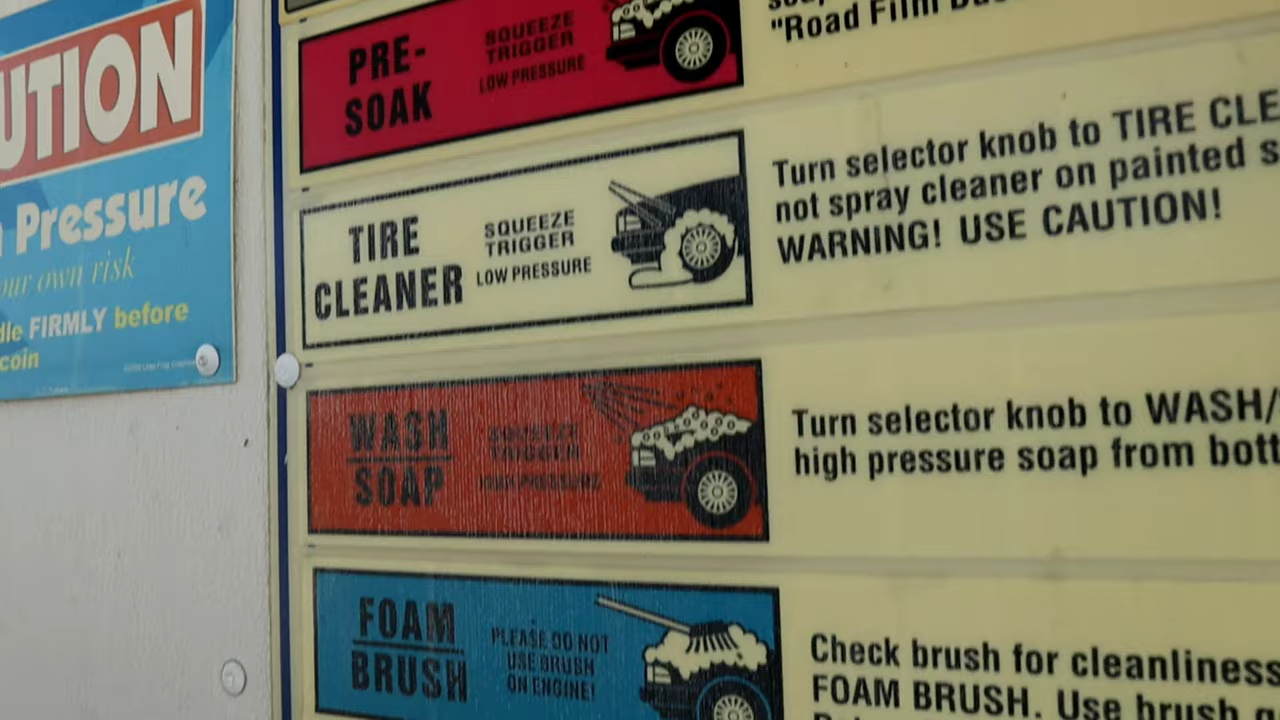 UTION
Pressure
our own risk
dle FIRMLY before
coin
PRE-
SOAK
SQUEEZE
TRIGGER
LOW PRESSURE
"Road Film
TIRE
CLEANER
SQUEEZE
TRIGGER
LOW PRESSURE
Turn selector knob to TIRE CLE
not spray cleaner on painted s
WARNING! USE CAUTION!
WASH
SOAP
SQUEEZE
TRIGGER
HIGH PRESSURE
Turn selector knob to WASH/
high pressure soap from bott
FOAM
BRUSH
PLEASE DO NOT
USE BRUSH
ON ENGINE!
Check brush for cleanliness
FOAM BRUSH. Use brush